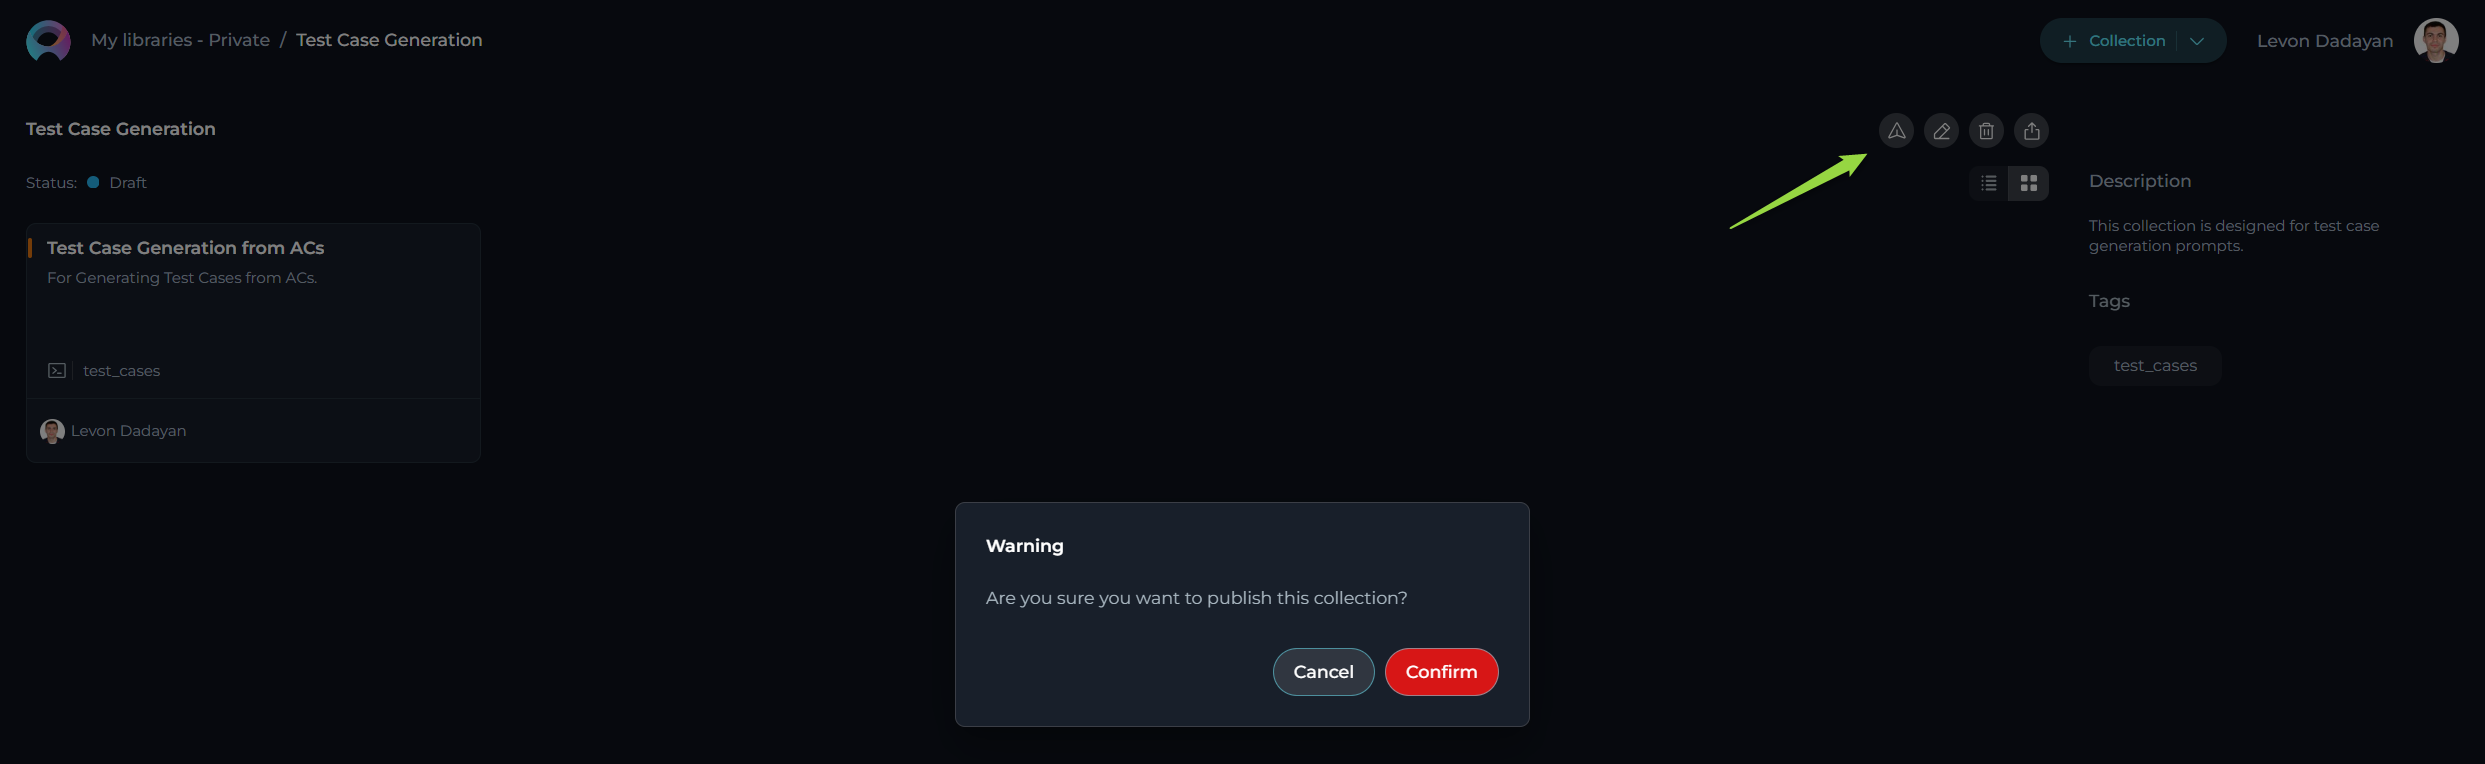 My libraries - Private / Test Case Generation
+ Collection
Levon Dadayan
Test Case Generation
Status: Draft
Test Case Generation from ACs
For Generating Test Cases from ACs.
test_cases
Levon Dadayan
Description
This collection is designed for test case
generation prompts.
Tags
test_cases
Warning
Are you sure you want to publish this collection?
Cancel Confirm